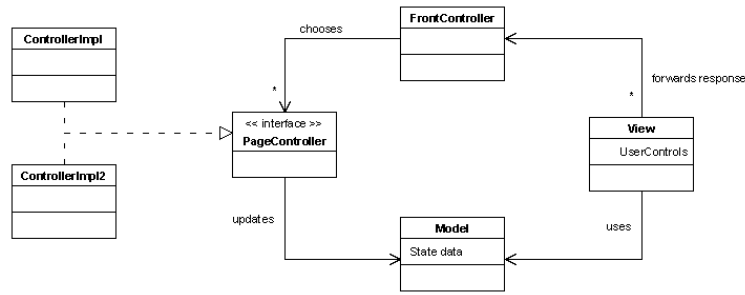 FrontController
ControllerImpl
chooses
forwards response
*
*
<< interface >>
PageController
View
UserControls
ControllerImpl2
updates
Model
uses
State data